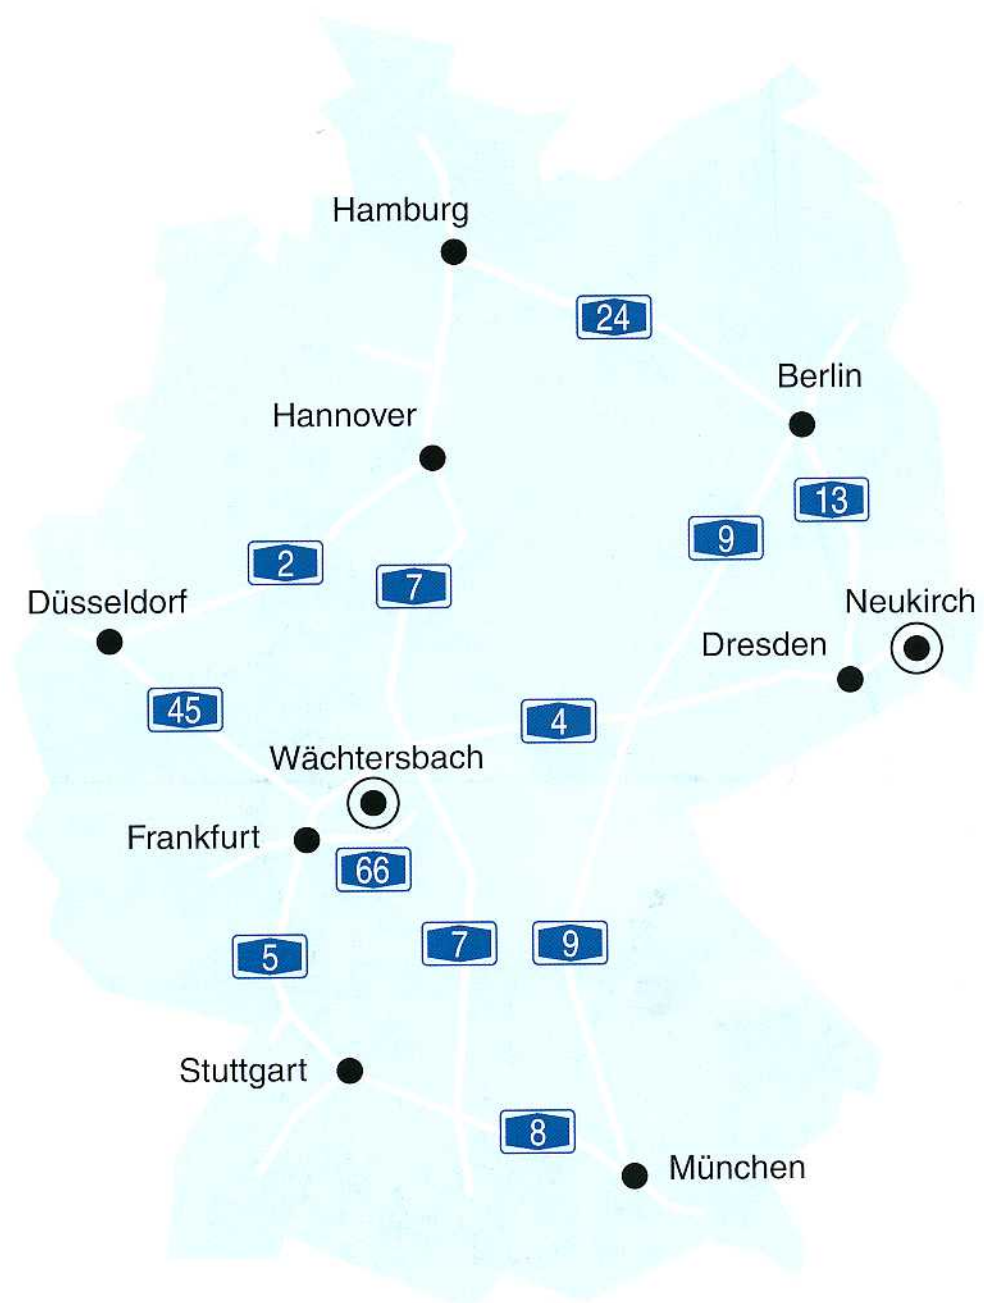 Hamburg
24
Berlin
Hannover
13
9
2
7
Düsseldorf
Neukirch
Dresden
45
4
Wächtersbach
Frankfurt
66
7
9
5
Stuttgart
8
München